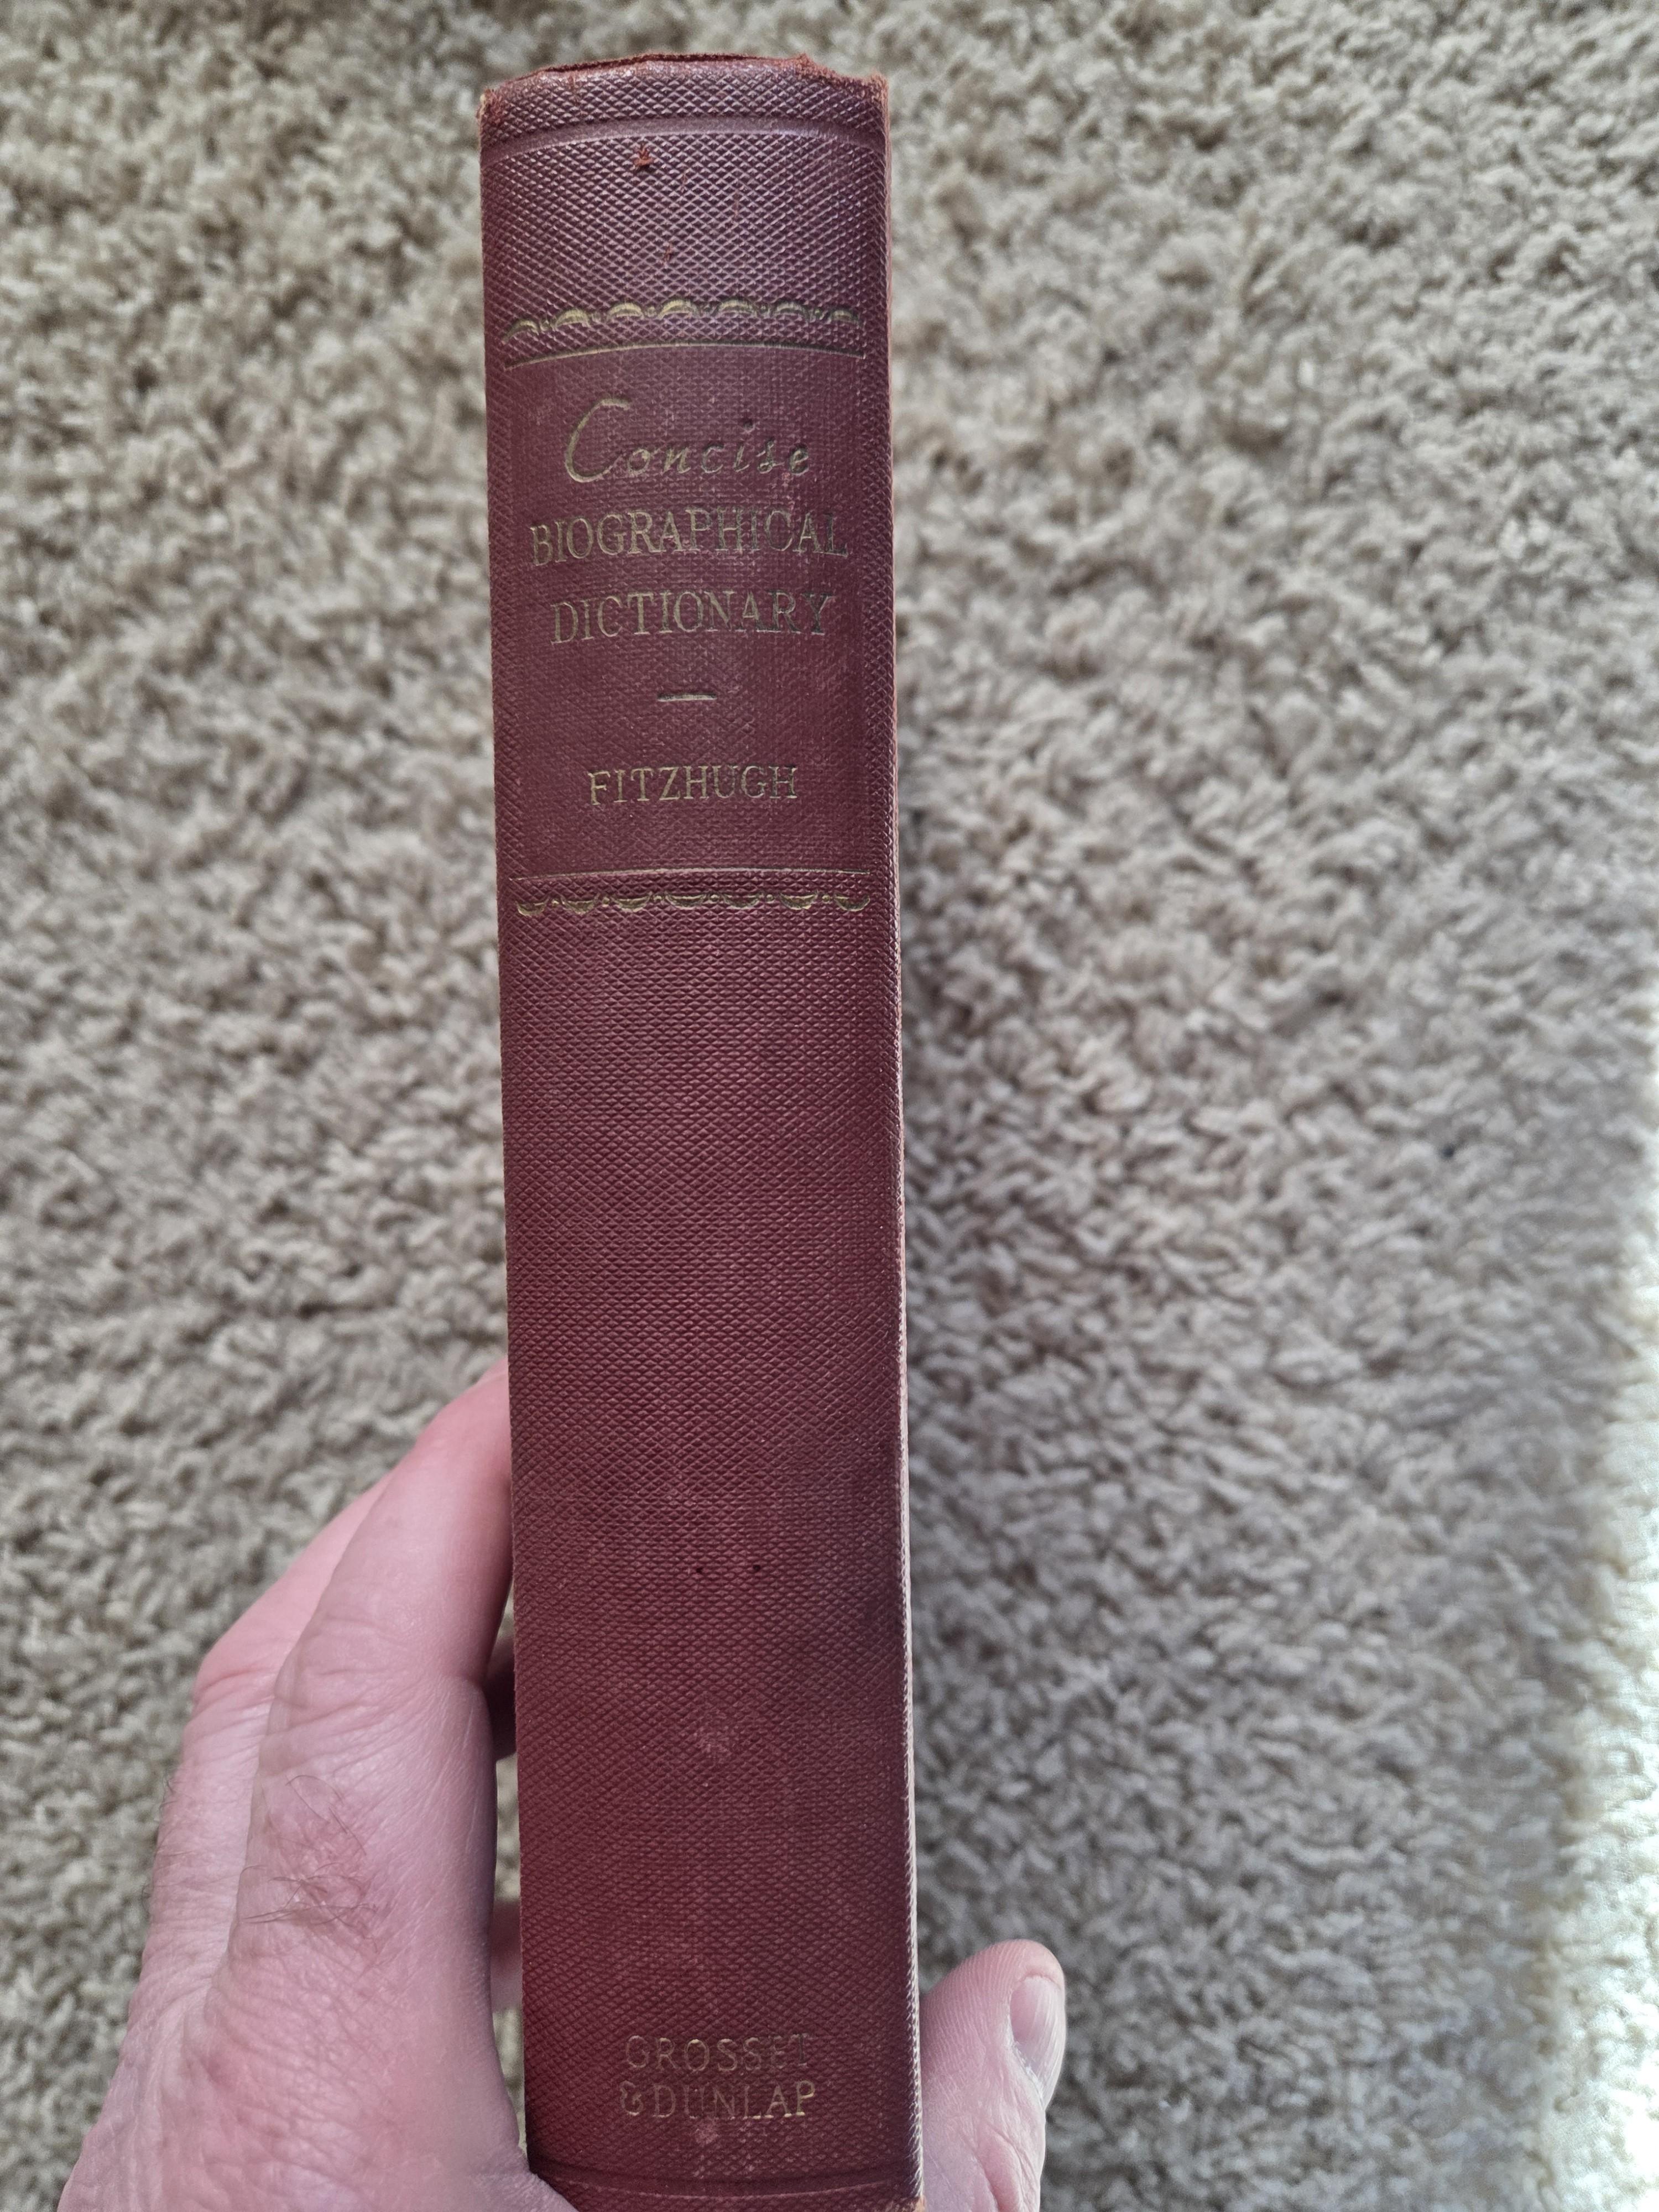 Concise
BIOGRAPHICAL
DICTIONARY
FITZHUGH
GROSSET
& DUNLAP